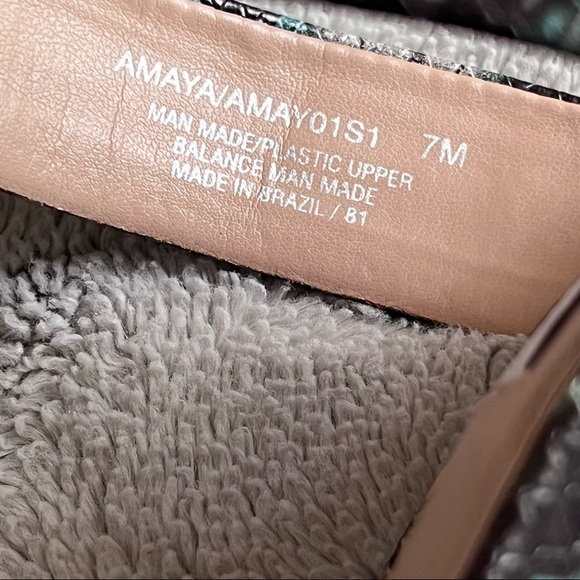 AMAYA/AMAY01S1 7M
MAN MADE/PLASTIC UPPER
BALANCE MAN MADE
MADE IN BRAZIL / 81